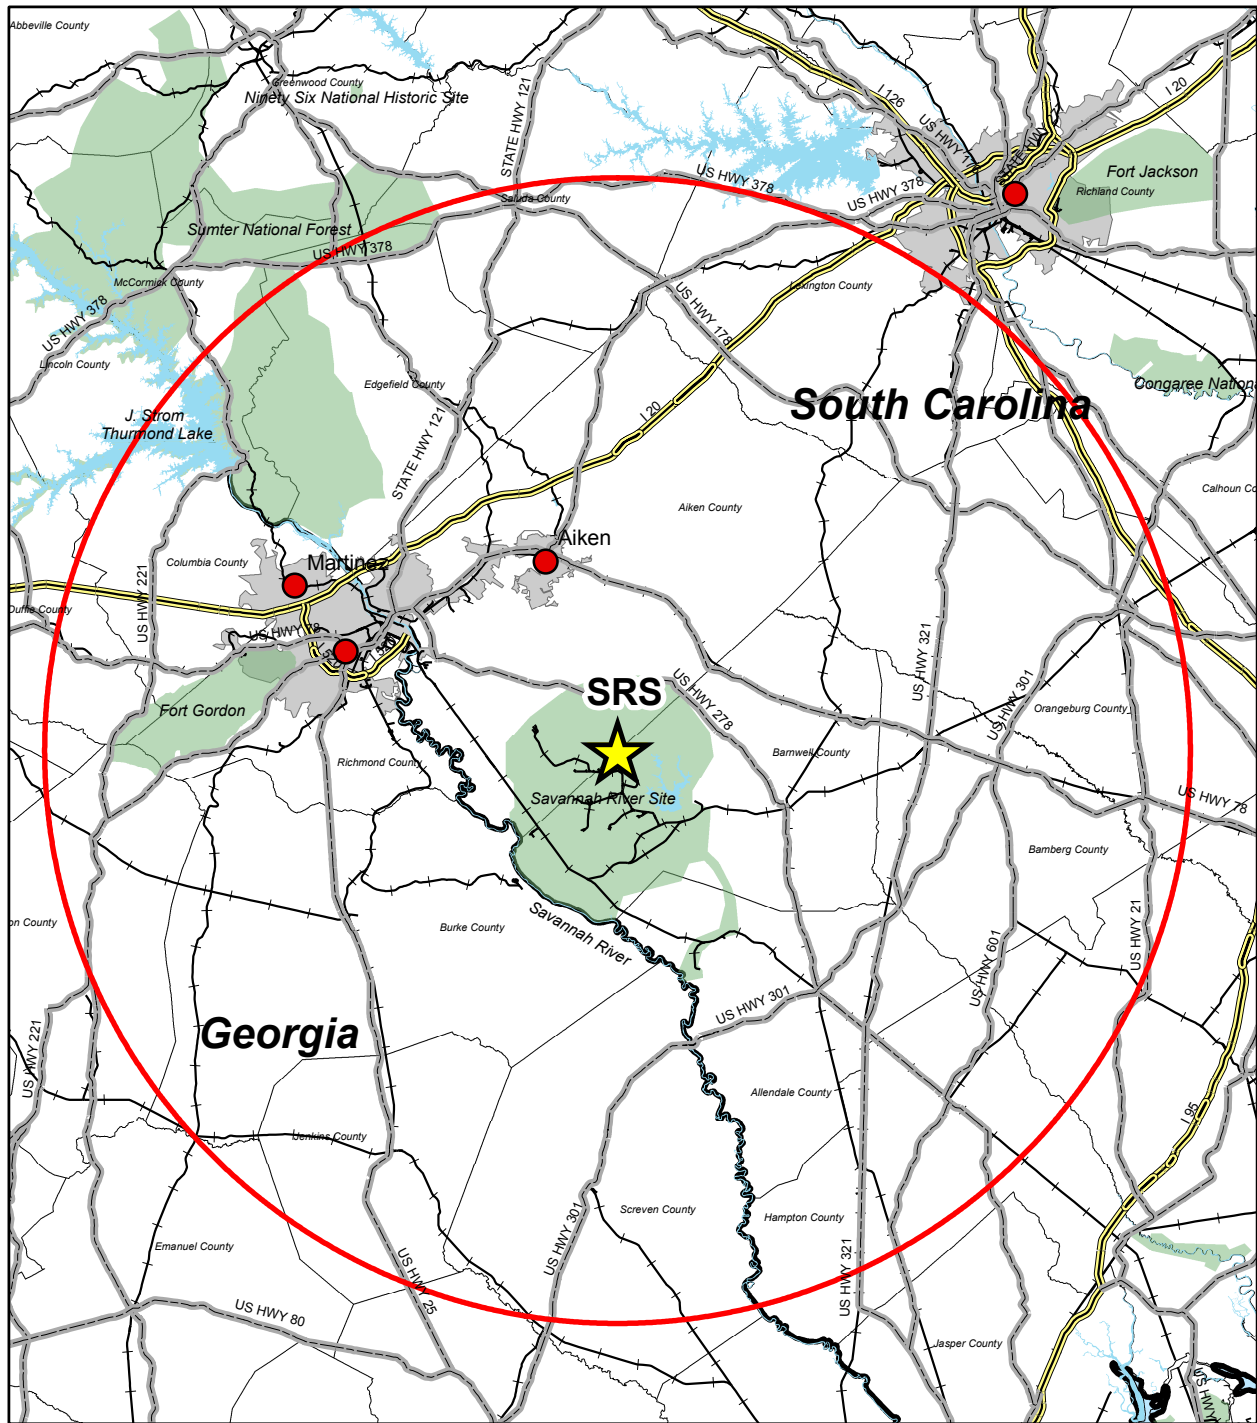 Abbeville County
Greenwood County
Ninety Six National Historic Site
STATE HWY 121
I 126
I 20
US HWY 378
US HWY 378
Fort Jackson
Richland County
Saluda County
Sumter National Forest
US HWY 378
McCormick County
US HWY 378
Lexington County
US HWY 178
Lincoln County
Edgefield County
South Carolina
Congaree Nation
J. Strom
Thurmond Lake
I 20
STATE HWY 121
Calhoun Co
Aiken County
Aiken
Columbia County
Martinez
US HWY 221
Duffie County
US HWY 78
US HWY 321
SRS
US HWY 278
US HWY 301
Fort Gordon
Orangeburg County
Richmond County
Barnwell County
Savannah River Site
US HWY 78
Bamberg County
on County
Burke County
Savannah River
US HWY 21
US HWY 601
US HWY 301
Georgia
US HWY 221
Allendale County
I 95
Jenkins County
Screven County
Hampton County
Emanuel County
US HWY 301
US HWY 321
US HWY 25
US HWY 80
Jasper County
US HWY